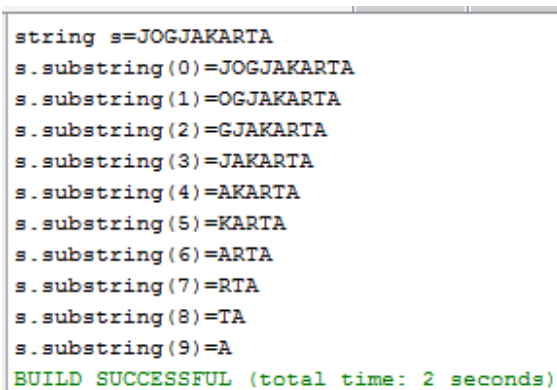 string s=JOGJAKARTA
s.substring(0)=JOGJAKARTA
s.substring(1)=OGJAKARTA
s.substring(2)=GJAKARTA
s.substring(3)=JAKARTA
s.substring(4)=AKARTA
s.substring(5)=KARTA
s.substring(6)=ARTA
s.substring(7)=RTA
s.substring(8)=TA
s.substring(9)=A
BUILD SUCCESSFUL (total time: 2 seconds)